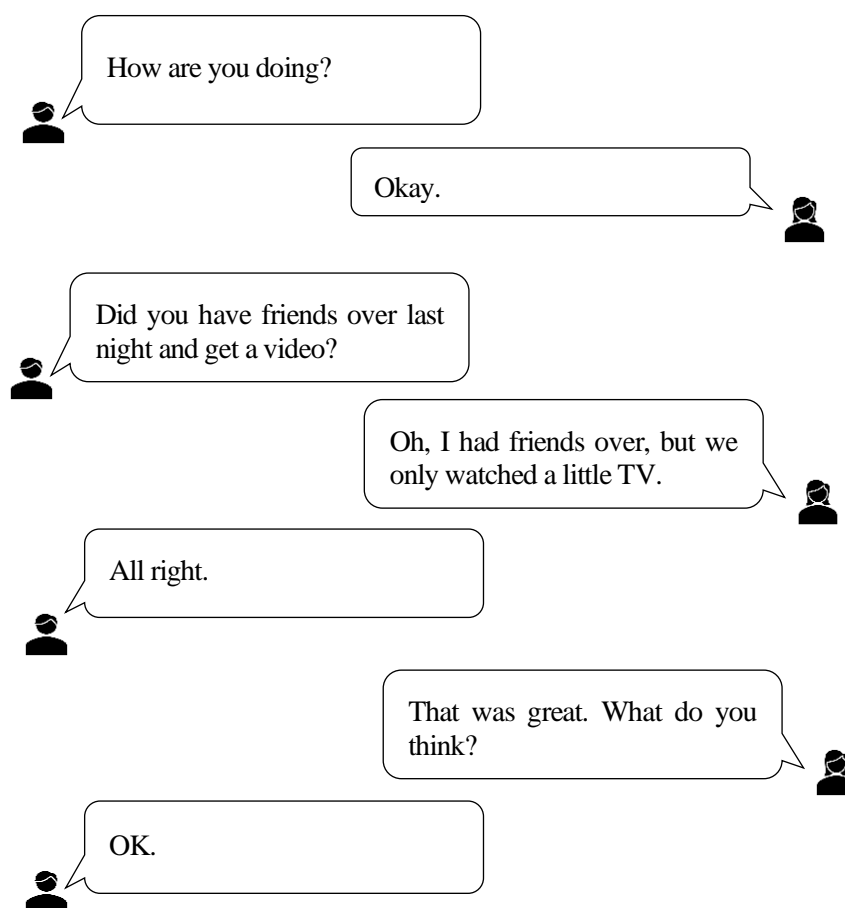 How are you doing?
Okay.
Did you have friends over last
night and get a video?
Oh, I had friends over, but we
only watched a little TV.
All right.
That was great. What do you
think?
OK.